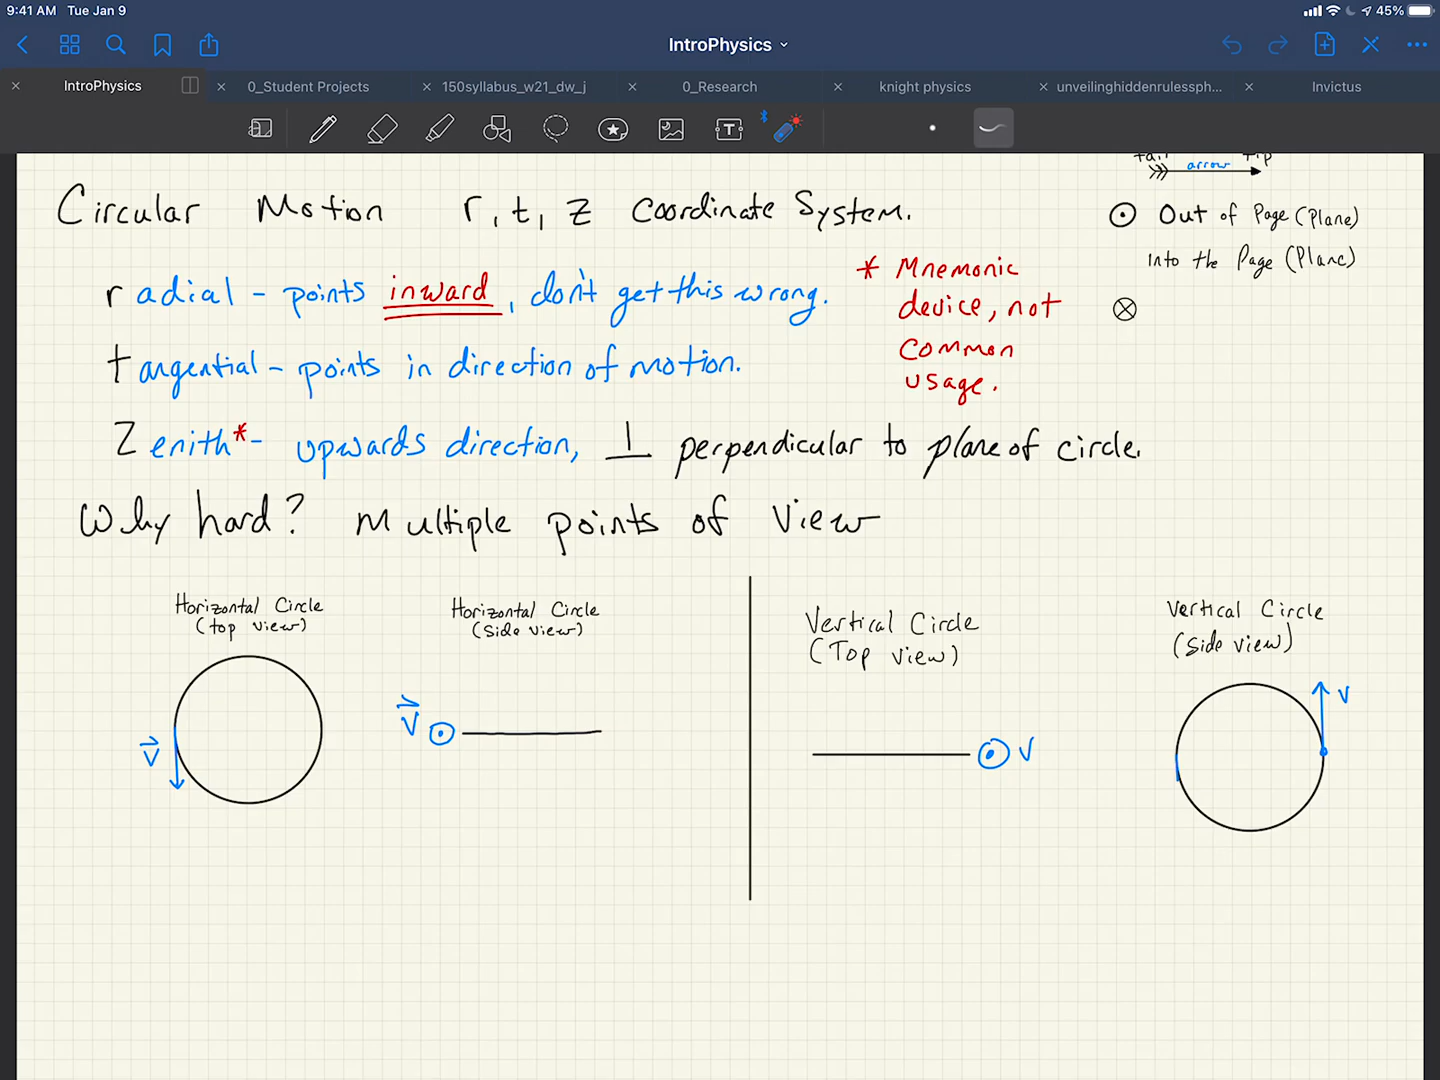 9:41 AM Tue Jan 9
45%
IntroPhysics
IntroPhysics
0_Student Projects
150syllabus_w21_dw_j
0_Research
knight physics
unveilinghiddenrulessph...
Invictus
tail arrow tip
Circular Motion r, t, z coordinate System.
Out of Page (Plane)
into the Page (Plane)
radial - points inward, don't get this wrong.
* Mnemonic
device, not
common
usage.
tangential - points in direction of motion.
Zenith* - upwards direction, ⊥ perpendicular to plane of circle.
Why hard? Multiple points of view
Horizontal Circle
(top view)
V
Horizontal Circle
(Side view)
V
Vertical Circle
(Top view)
V
Vertical Circle
(Side view)
V